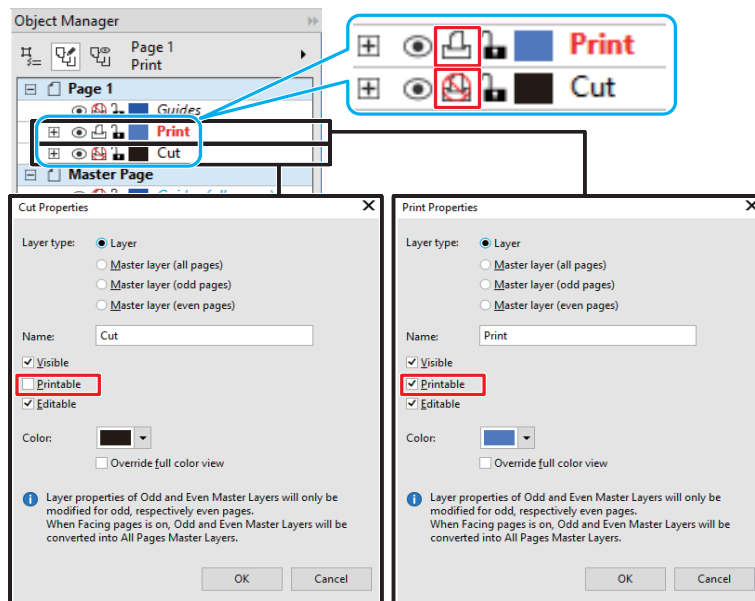 Object Manager
Page 1
Print
Page 1
Guides
Print
Cut
Master Page
Print
Cut
Cut Properties
Layer type:
Layer
Master layer (all pages)
Master layer (odd pages)
Master layer (even pages)
Name:
Cut
Visible
Printable
Editable
Color:
Override full color view
Layer properties of Odd and Even Master Layers will only be
modified for odd, respectively even pages.
When Facing pages is on, Odd and Even Master Layers will be
converted into All Pages Master Layers.
OK
Cancel
Print Properties
Layer type:
Layer
Master layer (all pages)
Master layer (odd pages)
Master layer (even pages)
Name:
Print
Visible
Printable
Editable
Color:
Override full color view
Layer properties of Odd and Even Master Layers will only be
modified for odd, respectively even pages.
When Facing pages is on, Odd and Even Master Layers will be
converted into All Pages Master Layers.
OK
Cancel